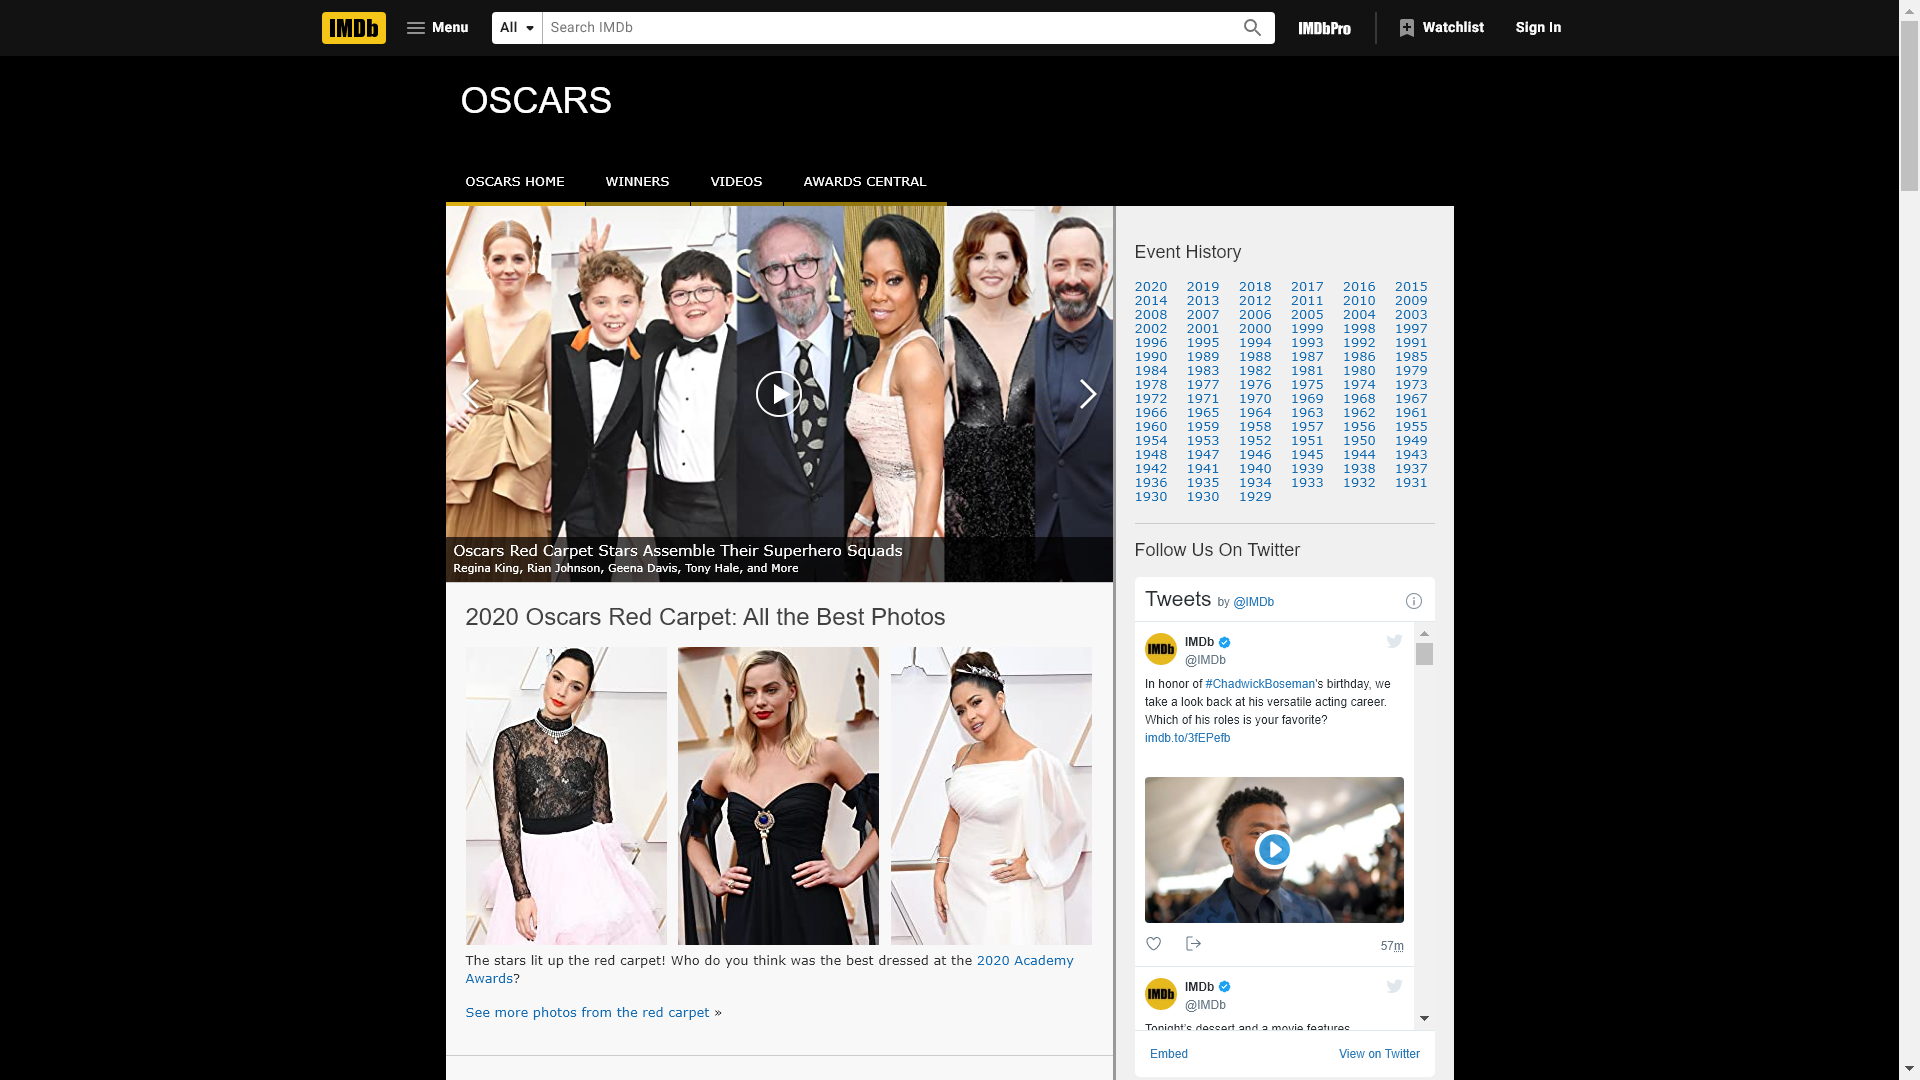 IMDb Menu All Search IMDb IMDbPro Watchlist Sign In
OSCARS
OSCARS HOME WINNERS VIDEOS AWARDS CENTRAL
Oscars Red Carpet Stars Assemble Their Superhero Squads
Regina King, Rian Johnson, Geena Davis, Tony Hale, and More
2020 Oscars Red Carpet: All the Best Photos
The stars lit up the red carpet! Who do you think was the best dressed at the 2020 Academy
Awards?
See more photos from the red carpet »
Event History
2020 2019 2018 2017 2016 2015
2014 2013 2012 2011 2010 2009
2008 2007 2006 2005 2004 2003
2002 2001 2000 1999 1998 1997
1996 1995 1994 1993 1992 1991
1990 1989 1988 1987 1986 1985
1984 1983 1982 1981 1980 1979
1978 1977 1976 1975 1974 1973
1972 1971 1970 1969 1968 1967
1966 1965 1964 1963 1962 1961
1960 1959 1958 1957 1956 1955
1954 1953 1952 1951 1950 1949
1948 1947 1946 1945 1944 1943
1942 1941 1940 1939 1938 1937
1936 1935 1934 1933 1932 1931
1930 1930 1929
Follow Us On Twitter
Tweets by @IMDb
IMDb IMDb
@IMDb
In honor of #ChadwickBoseman's birthday, we
take a look back at his versatile acting career.
Which of his roles is your favorite?
imdb.to/3fEPefb
57m
IMDb IMDb
@IMDb
Tonight's dessert and a movie features
Embed View on Twitter